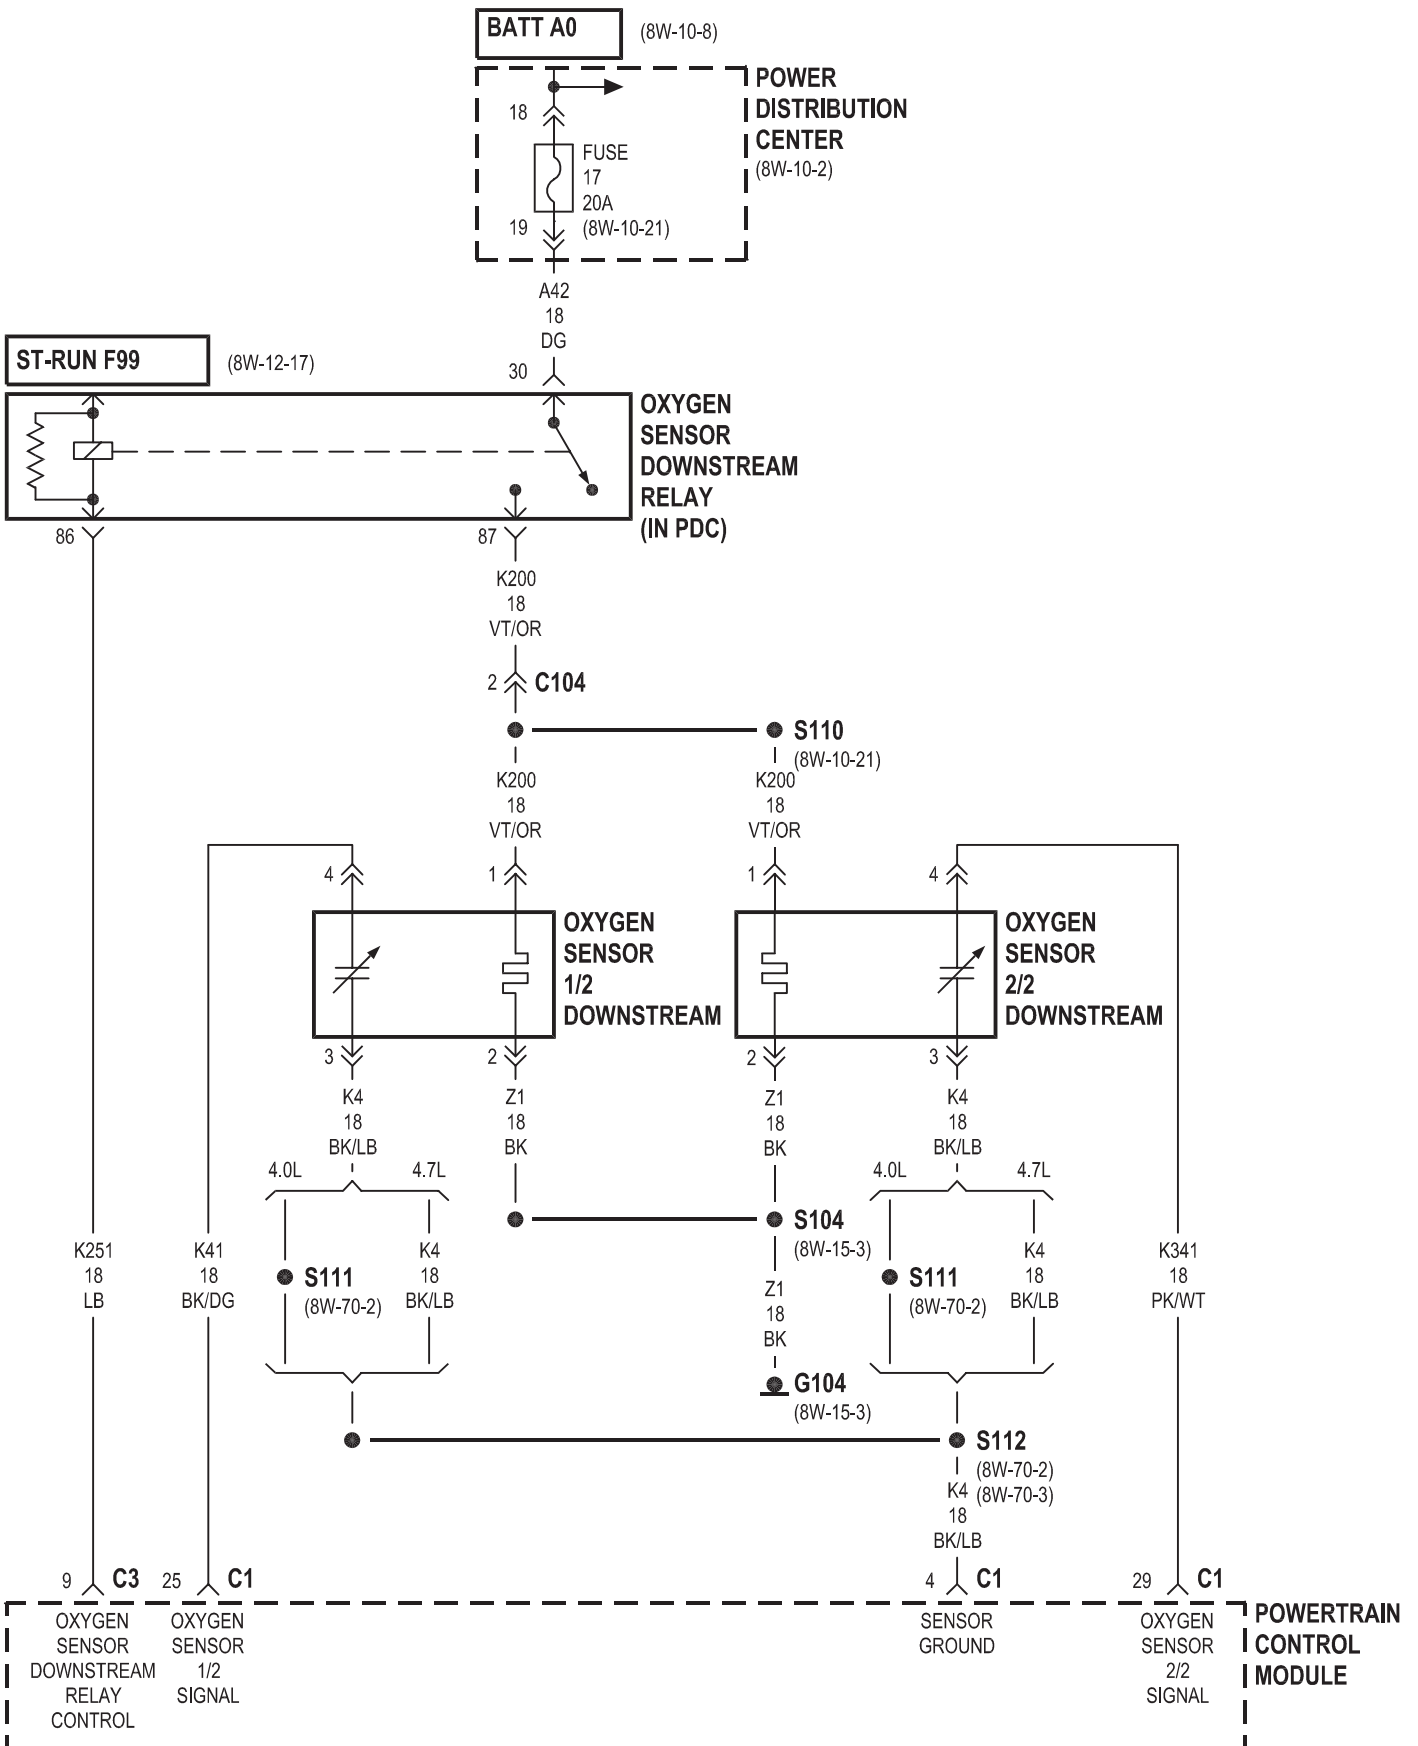 BATT A0
(8W-10-8)
POWER
DISTRIBUTION
CENTER
(8W-10-2)
18
FUSE
17
20A
(8W-10-21)
19
A42
18
DG
ST-RUN F99
(8W-12-17)
30
OXYGEN
SENSOR
DOWNSTREAM
RELAY
(IN PDC)
86
87
K200
18
VT/OR
2
C104
S110
(8W-10-21)
K200
18
VT/OR
K200
18
VT/OR
4
1
1
4
OXYGEN
SENSOR
1/2
DOWNSTREAM
OXYGEN
SENSOR
2/2
DOWNSTREAM
3
2
2
3
K4
18
BK/LB
Z1
18
BK
Z1
18
BK
K4
18
BK/LB
4.0L
4.7L
4.0L
4.7L
S104
(8W-15-3)
K251
18
LB
K41
18
BK/DG
S111
(8W-70-2)
K4
18
BK/LB
Z1
18
BK
S111
(8W-70-2)
K4
18
BK/LB
K341
18
PK/WT
G104
(8W-15-3)
S112
(8W-70-2)
(8W-70-3)
K4
18
BK/LB
9
C3
25
C1
4
C1
29
C1
OXYGEN
SENSOR
DOWNSTREAM
RELAY
CONTROL
OXYGEN
SENSOR
1/2
SIGNAL
SENSOR
GROUND
OXYGEN
SENSOR
2/2
SIGNAL
POWERTRAIN
CONTROL
MODULE